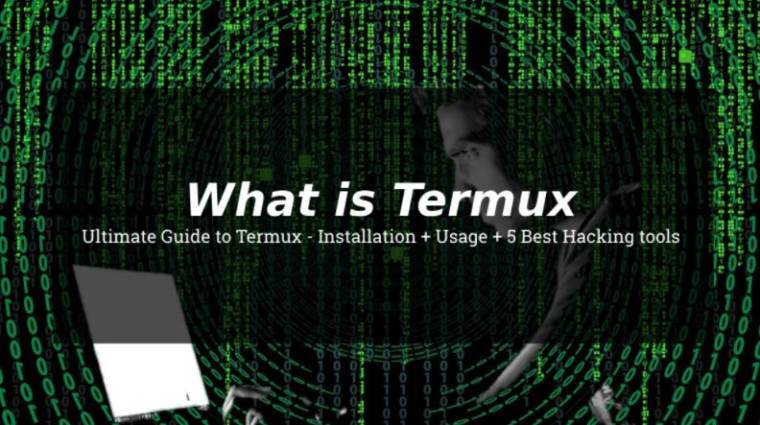 What is Termux
Ultimate Guide to Termux - Installation + Usage + 5 Best Hacking tools